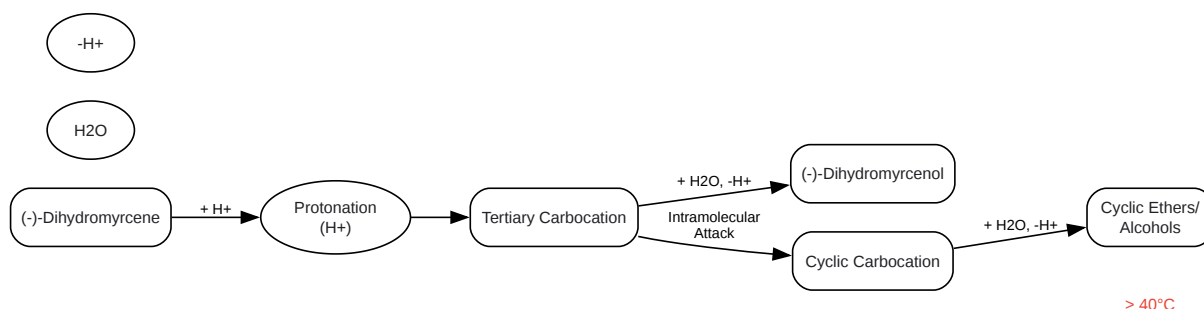 -H+
H2O
(-)-Dihydromyrcene
+ H+
Protonation
(H+)
Tertiary Carbocation
+ H2O, -H+
(-)-Dihydromyrcenol
Intramolecular
Attack
Cyclic Carbocation
+ H2O, -H+
Cyclic Ethers/
Alcohols
> 40°C